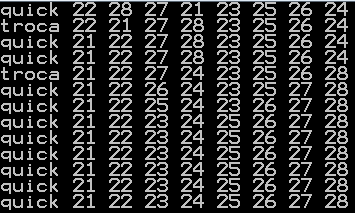 quick 22 28 27 21 23 25 26 24
troca 22 21 27 28 23 25 26 24
quick 21 22 27 28 23 25 26 24
quick 21 22 27 28 23 25 26 24
troca 21 22 27 24 23 25 26 28
quick 21 22 26 24 23 25 27 28
quick 21 22 25 24 23 26 27 28
quick 21 22 23 24 25 26 27 28
quick 21 22 23 24 25 26 27 28
quick 21 22 23 24 25 26 27 28
quick 21 22 23 24 25 26 27 28
quick 21 22 23 24 25 26 27 28
quick 21 22 23 24 25 26 27 28